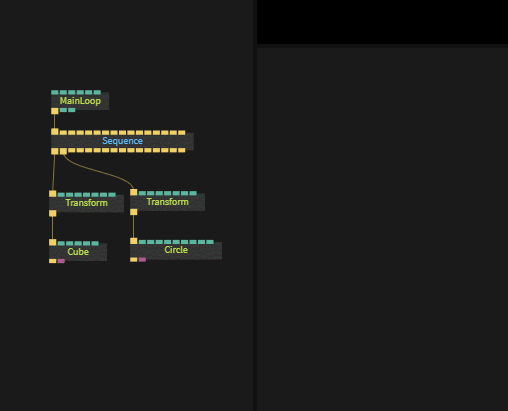 MainLoop
Sequence
Transform
Transform
Cube
Circle